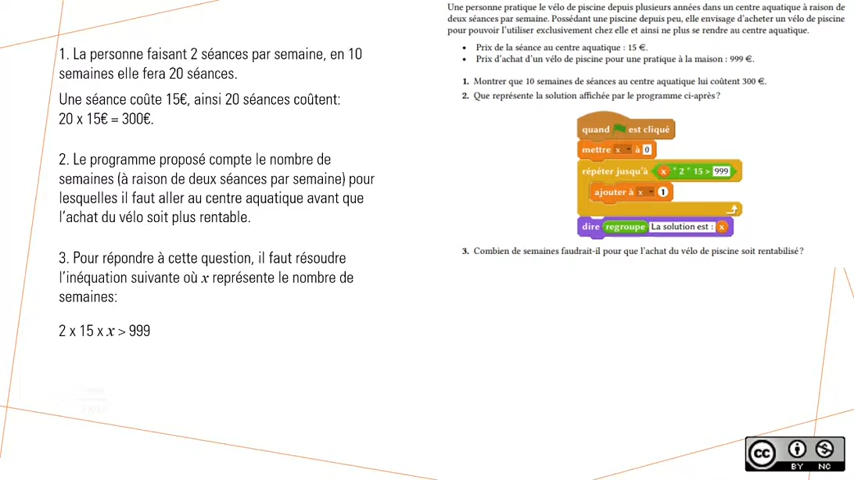 1. La personne faisant 2 séances par semaine, en 10
semaines elle fera 20 séances.
Une séance coûte 15€, ainsi 20 séances coûtent:
20 x 15€ = 300€.
2. Le programme proposé compte le nombre de
semaines (à raison de deux séances par semaine) pour
lesquelles il faut aller au centre aquatique avant que
l'achat du vélo soit plus rentable.
3. Pour répondre à cette question, il faut résoudre
l'inéquation suivante où x représente le nombre de
semaines:
2 x 15 x x > 999
Une personne pratique le vélo de piscine depuis plusieurs années dans un centre aquatique à raison de
deux séances par semaine. Possédant une piscine depuis peu, elle envisage d'acheter un vélo de piscine
pour pouvoir l'utiliser exclusivement chez elle et ainsi ne plus se rendre au centre aquatique.
• Prix de la séance au centre aquatique : 15 €.
• Prix d'achat d'un vélo de piscine pour une pratique à la maison : 999 €.
1. Montrer que 10 semaines de séances au centre aquatique lui coûtent 300 €.
2. Que représente la solution affichée par le programme ci-après ?
quand est cliqué
mettre x à 0
répéter jusqu'à x * 2 * 15 > 999
ajouter à x 1
dire regroupe La solution est : x
3. Combien de semaines faudrait-il pour que l'achat du vélo de piscine soit rentabilisé ?
cc
BY NC